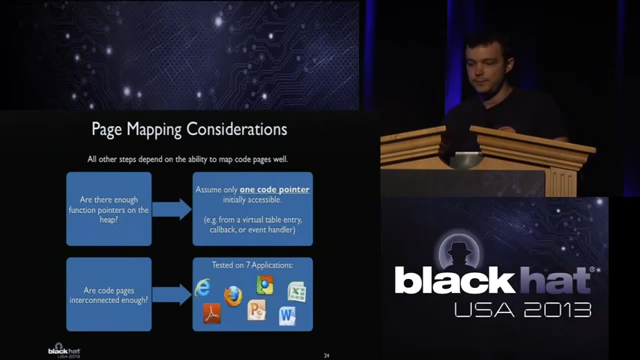 Page Mapping Considerations
All other steps depend on the ability to map code pages well.
Are there enough
function pointers on the
heap?
Assume only one code pointer
initially accessible.
(e.g. from a virtual table entry,
callback, or event handler)
Are code pages
interconnected enough?
Tested on 7 Applications:
black hat
24
black hat®
USA 2013